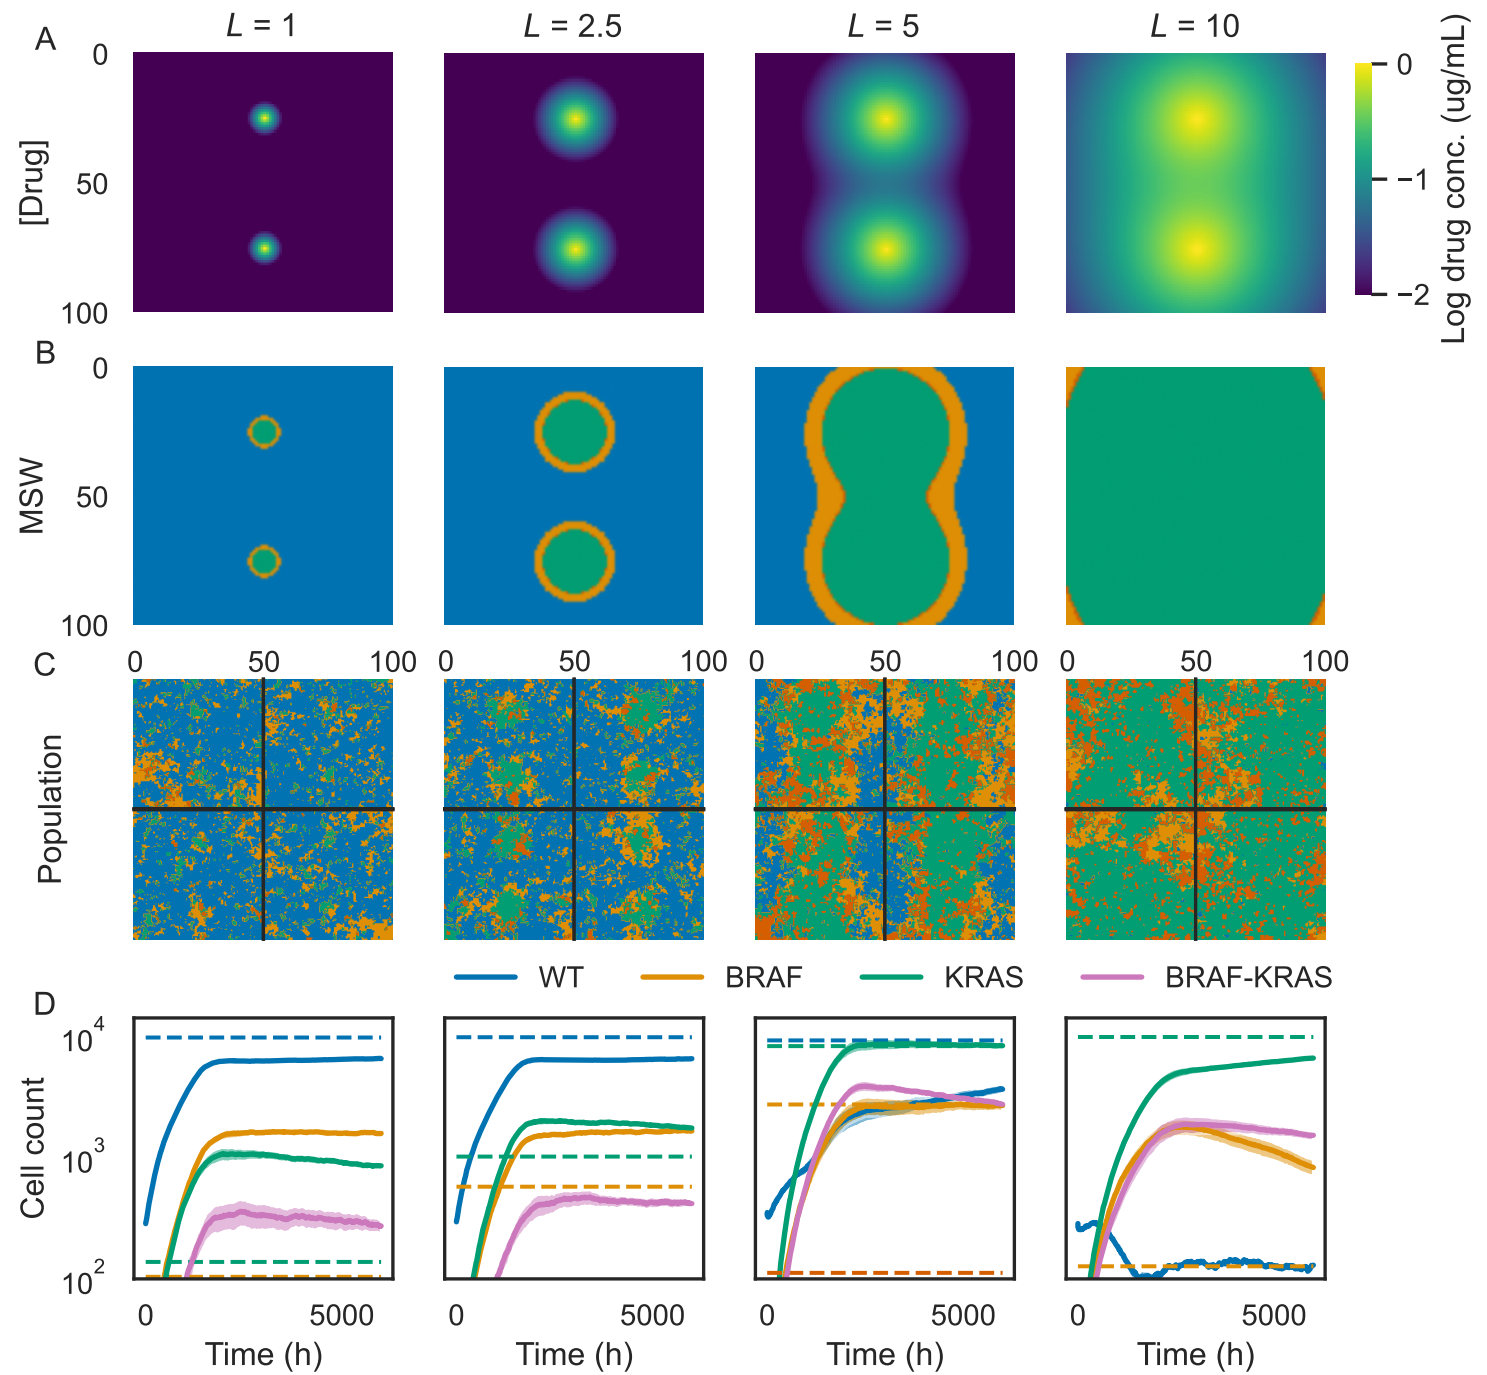 A
L = 1
L = 2.5
L = 5
L = 10
0
50
100
[Drug]
0
−1
−2
Log drug conc. (ug/mL)
B
0
50
100
MSW
C
0 50 100
0 50 100
0 50 100
0 50 100
Population
WT BRAF KRAS BRAF-KRAS
D
10^4
10^3
10^2
Cell count
0 5000
0 5000
0 5000
0 5000
Time (h)
Time (h)
Time (h)
Time (h)